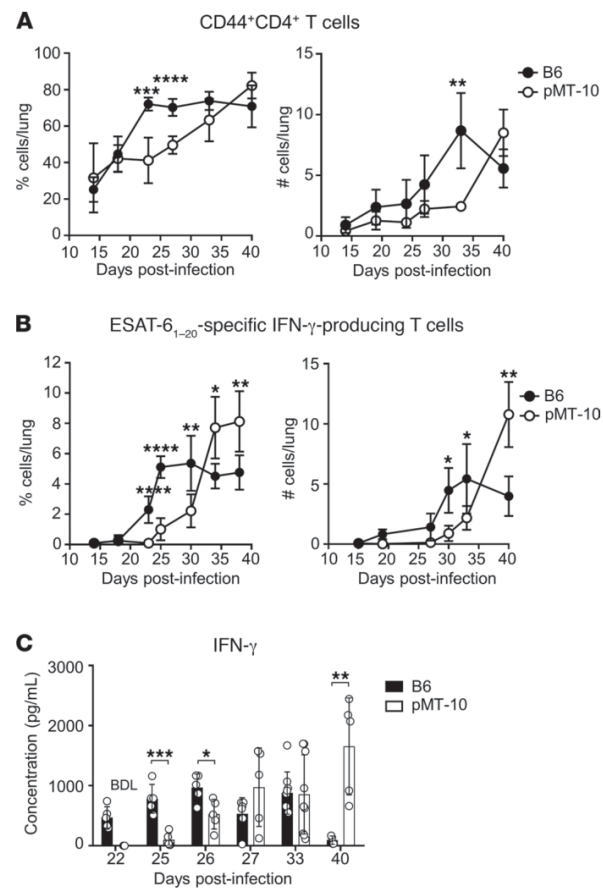 A
CD44⁺CD4⁺ T cells
% cells/lung
100
80
60
40
20
0
*** ****
10 15 20 25 30 35 40
Days post-infection
# cells/lung
15
10
5
0
**
10 15 20 25 30 35 40
Days post-infection
B6
pMT-10
B
ESAT-6₁₋₂₀-specific IFN-γ-producing T cells
% cells/lung
12
10
8
6
4
2
0
* **
**
****
****
10 15 20 25 30 35 40
Days post-infection
# cells/lung
15
10
5
0
**
*
*
10 15 20 25 30 35 40
Days post-infection
B6
pMT-10
C
IFN-γ
Concentration (pg/mL)
3000
2000
1000
0
BDL
***
*
**
22 25 26 27 33 40
Days post-infection
B6
pMT-10